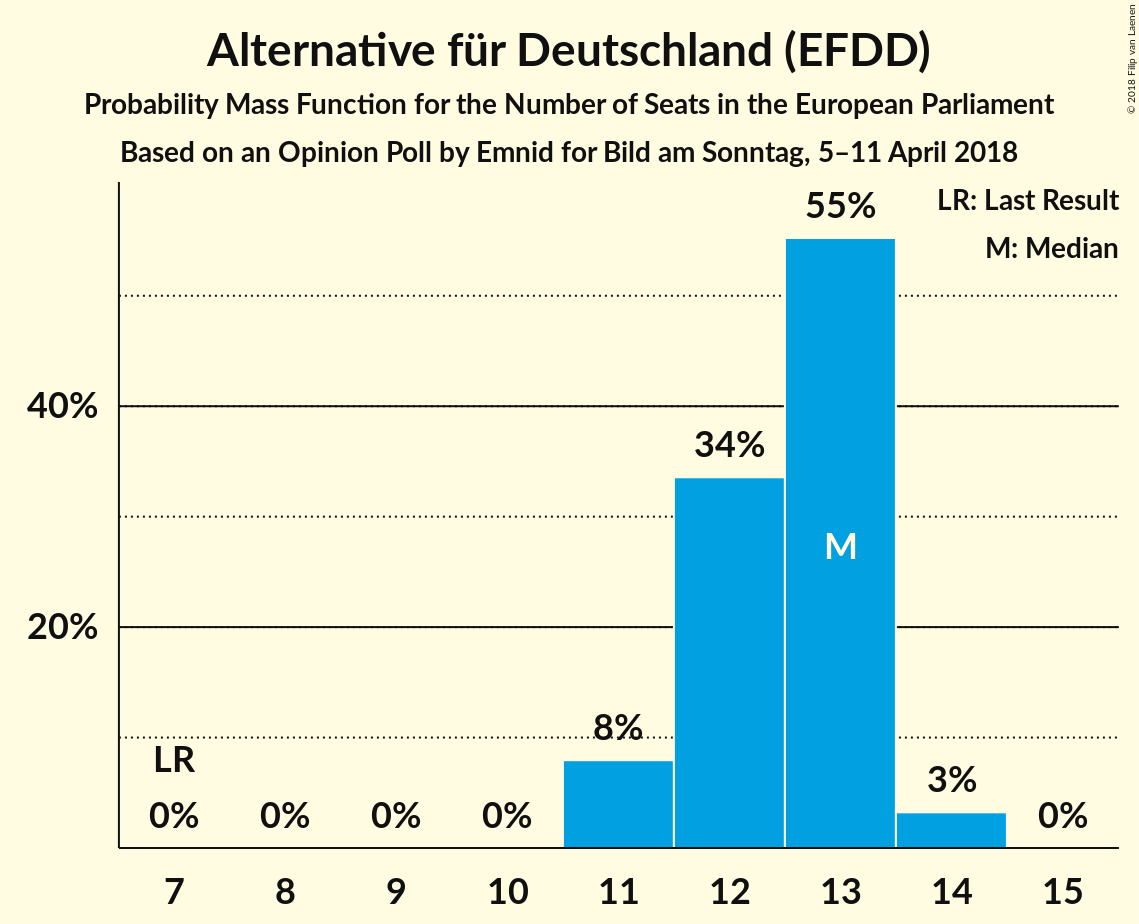 Alternative für Deutschland (EFDD)
Probability Mass Function for the Number of Seats in the European Parliament
Based on an Opinion Poll by Emnid for Bild am Sonntag, 5–11 April 2018
© 2018 Filip van Laenen
LR: Last Result
M: Median
55%
40%
34%
M
20%
8%
LR
3%
0% 0% 0% 0% 0%
7 8 9 10 11 12 13 14 15